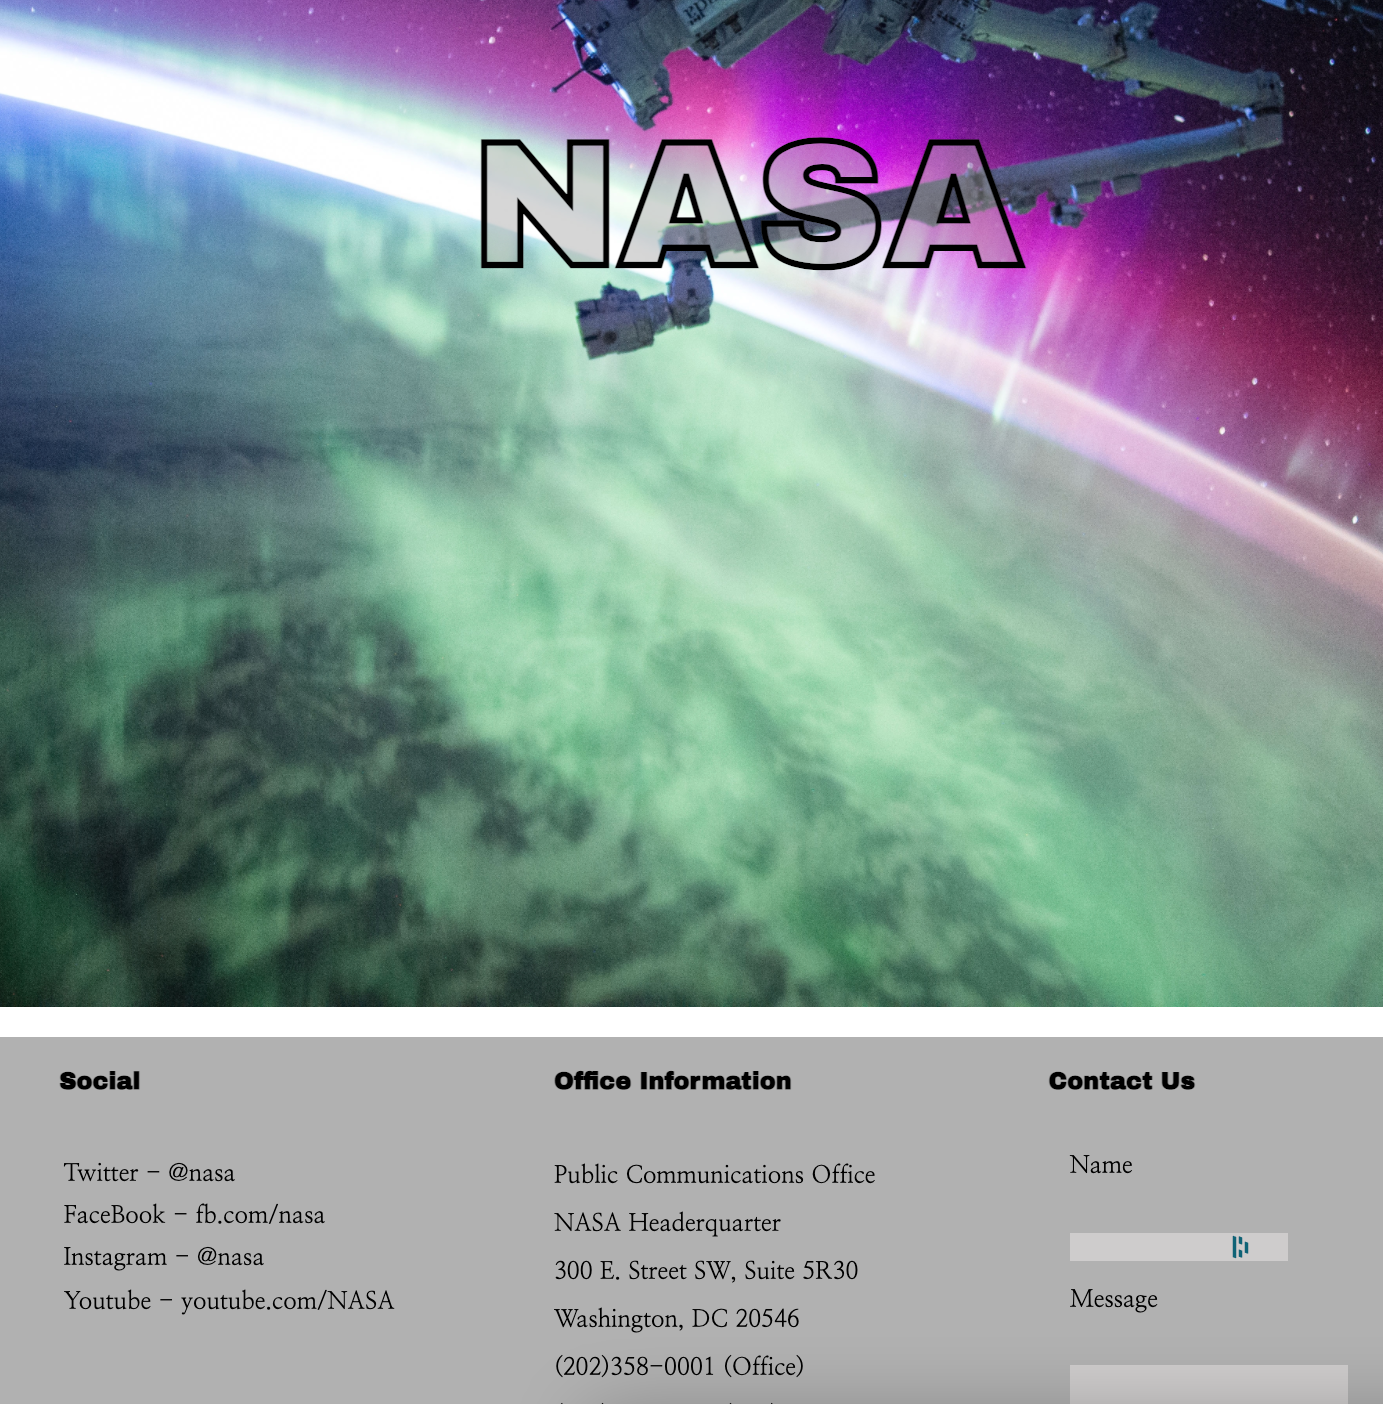 NASA
Social
Twitter - @nasa
FaceBook - fb.com/nasa
Instagram - @nasa
Youtube - youtube.com/NASA
Office Information
Public Communications Office
NASA Headerquarter
300 E. Street SW, Suite 5R30
Washington, DC 20546
(202)358-0001 (Office)
Contact Us
Name
Message